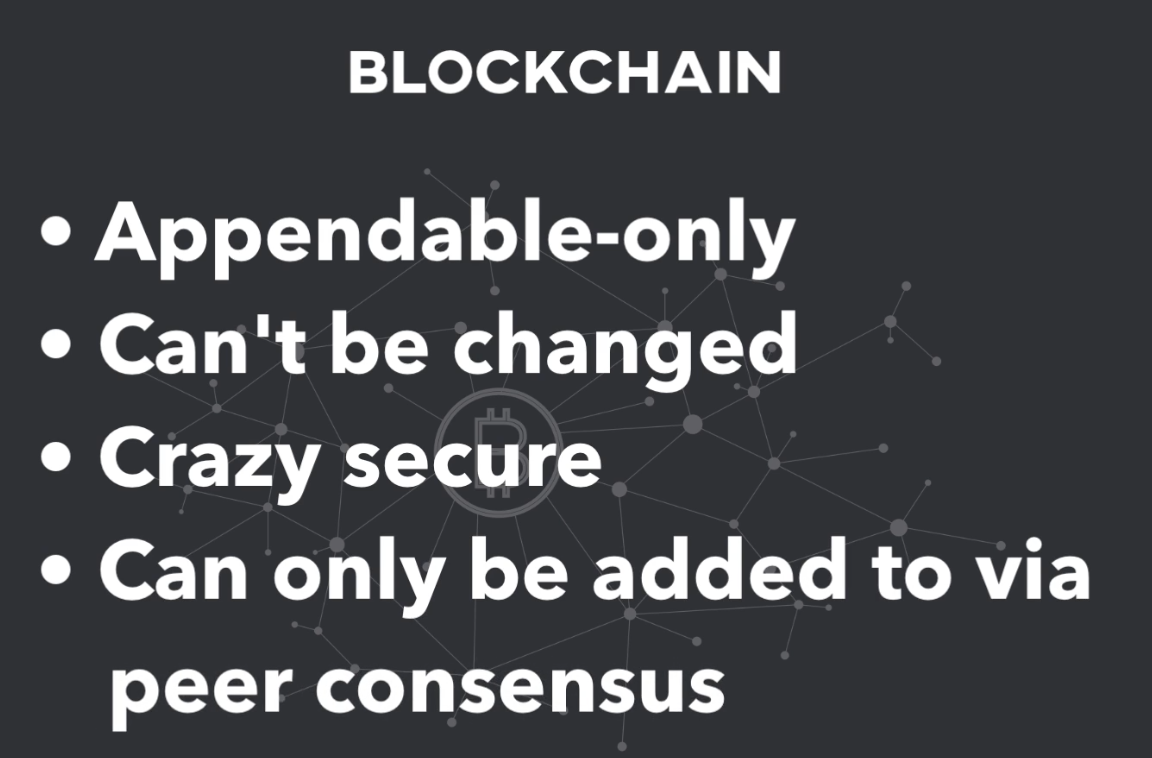 BLOCKCHAIN
• Appendable-only
• Can't be changed
• Crazy secure
• Can only be added to via
peer consensus